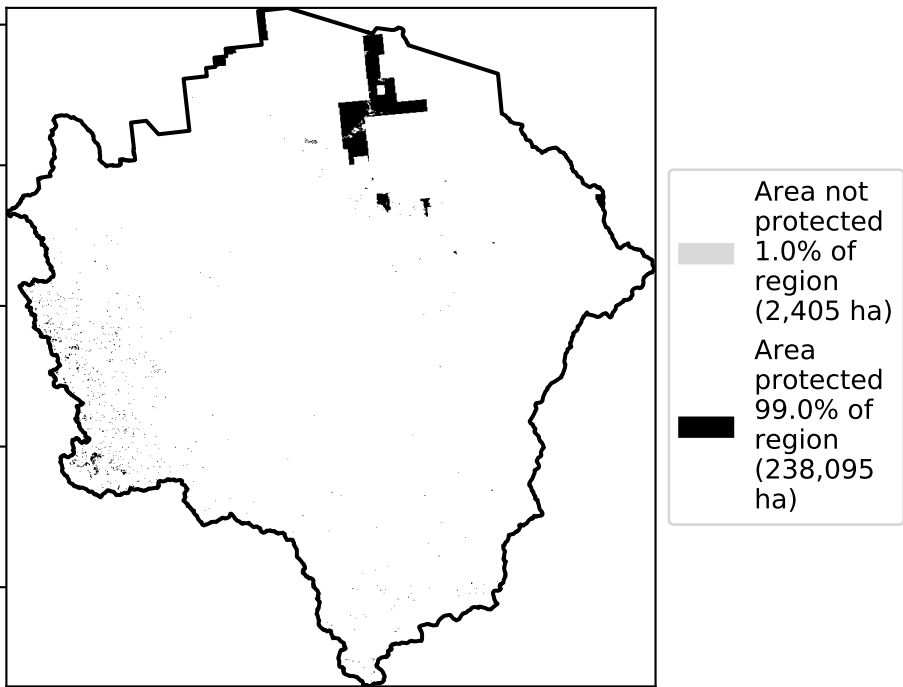 Area not
protected
1.0% of
region
(2,405 ha)
Area
protected
99.0% of
region
(238,095
ha)